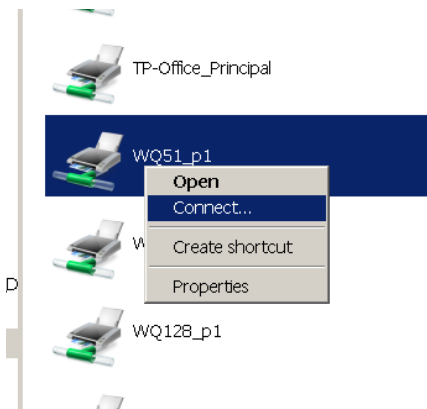 TP-Office_Principal
WQ51_p1
Open
Connect...
W
Create shortcut
Properties
D
WQ128_p1